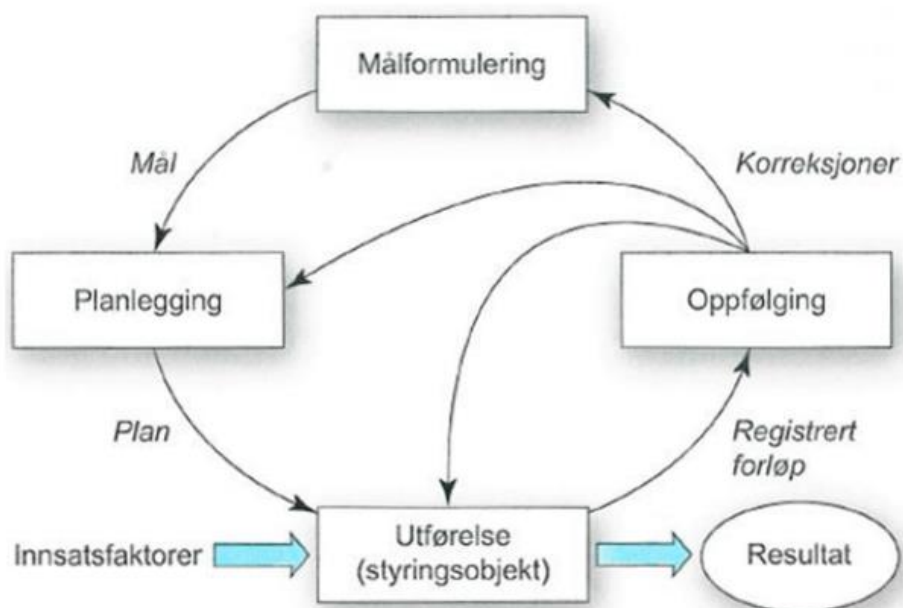 Målformulering
Mål
Korreksjoner
Planlegging
Oppfølging
Plan
Registrert
forløp
Innsatsfaktorer
Utførelse
(styringsobjekt)
Resultat